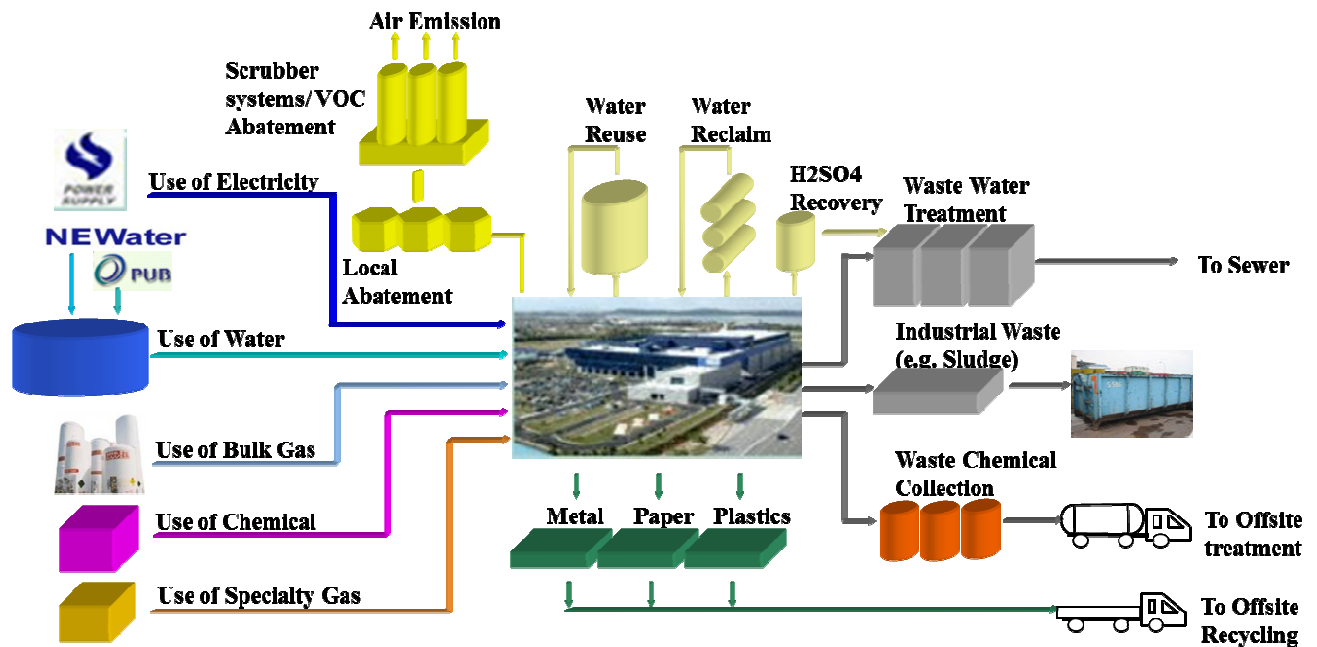 Air Emission
Scrubber
systems/VOC
Abatement
Water
Reuse
Water
Reclaim
H2SO4
Recovery
Waste Water
Treatment
POWER
SUPPLY
Use of Electricity
NEWater
PUB
Local
Abatement
To Sewer
Use of Water
Industrial Waste
(e.g. Sludge)
Use of Bulk Gas
Waste Chemical
Collection
Use of Chemical
Metal
Paper
Plastics
To Offsite
treatment
Use of Specialty Gas
To Offsite
Recycling